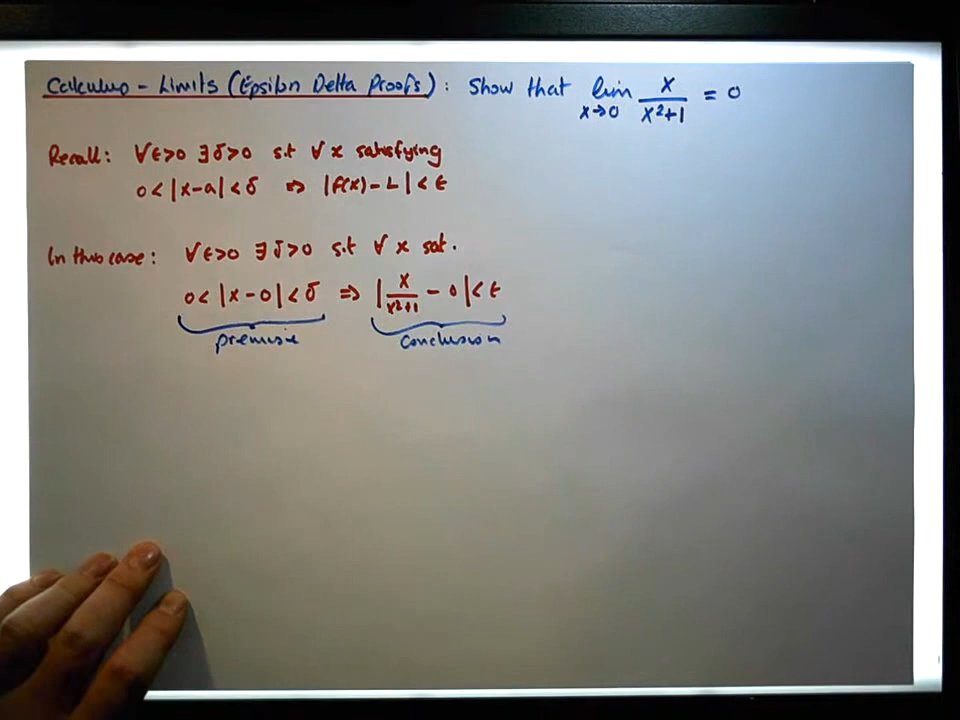 Calculus - Limits (Epsilon Delta Proofs): Show that lim x→0 x/(x²+1) = 0
Recall: ∀ε>0 ∃δ>0 s.t ∀ x satisfying
0<|x-a|<δ ⇒ |f(x)-L|<ε
In this case: ∀ε>0 ∃δ>0 s.t ∀ x sat.
0<|x-0|<δ ⇒ |x/(x²+1) - 0|<ε
premise conclusion